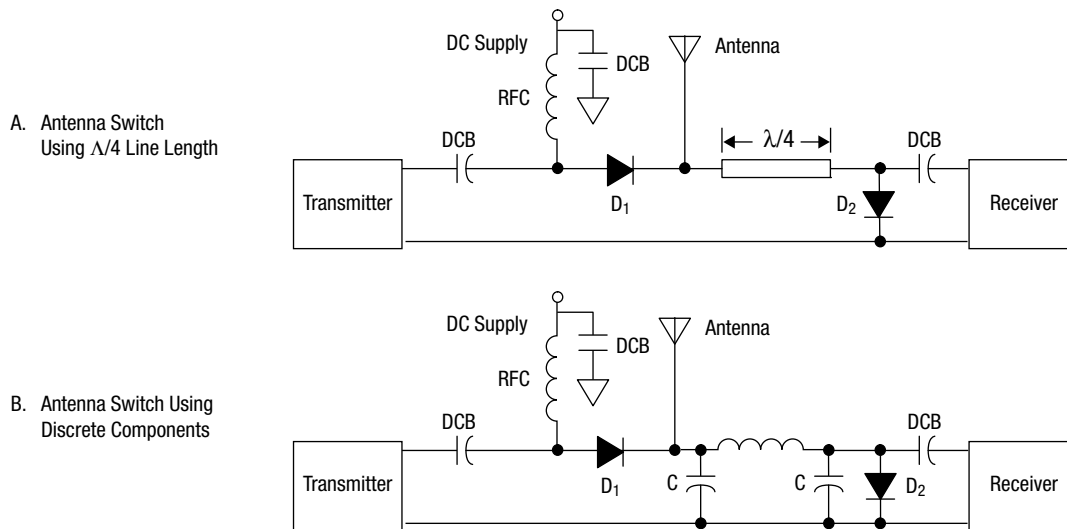 A. Antenna Switch
Using Λ/4 Line Length
DC Supply
DCB
RFC
Antenna
DCB
λ/4
DCB
Transmitter
D1
D2
Receiver
B. Antenna Switch Using
Discrete Components
DC Supply
DCB
RFC
Antenna
DCB
DCB
Transmitter
D1
C
C
D2
Receiver